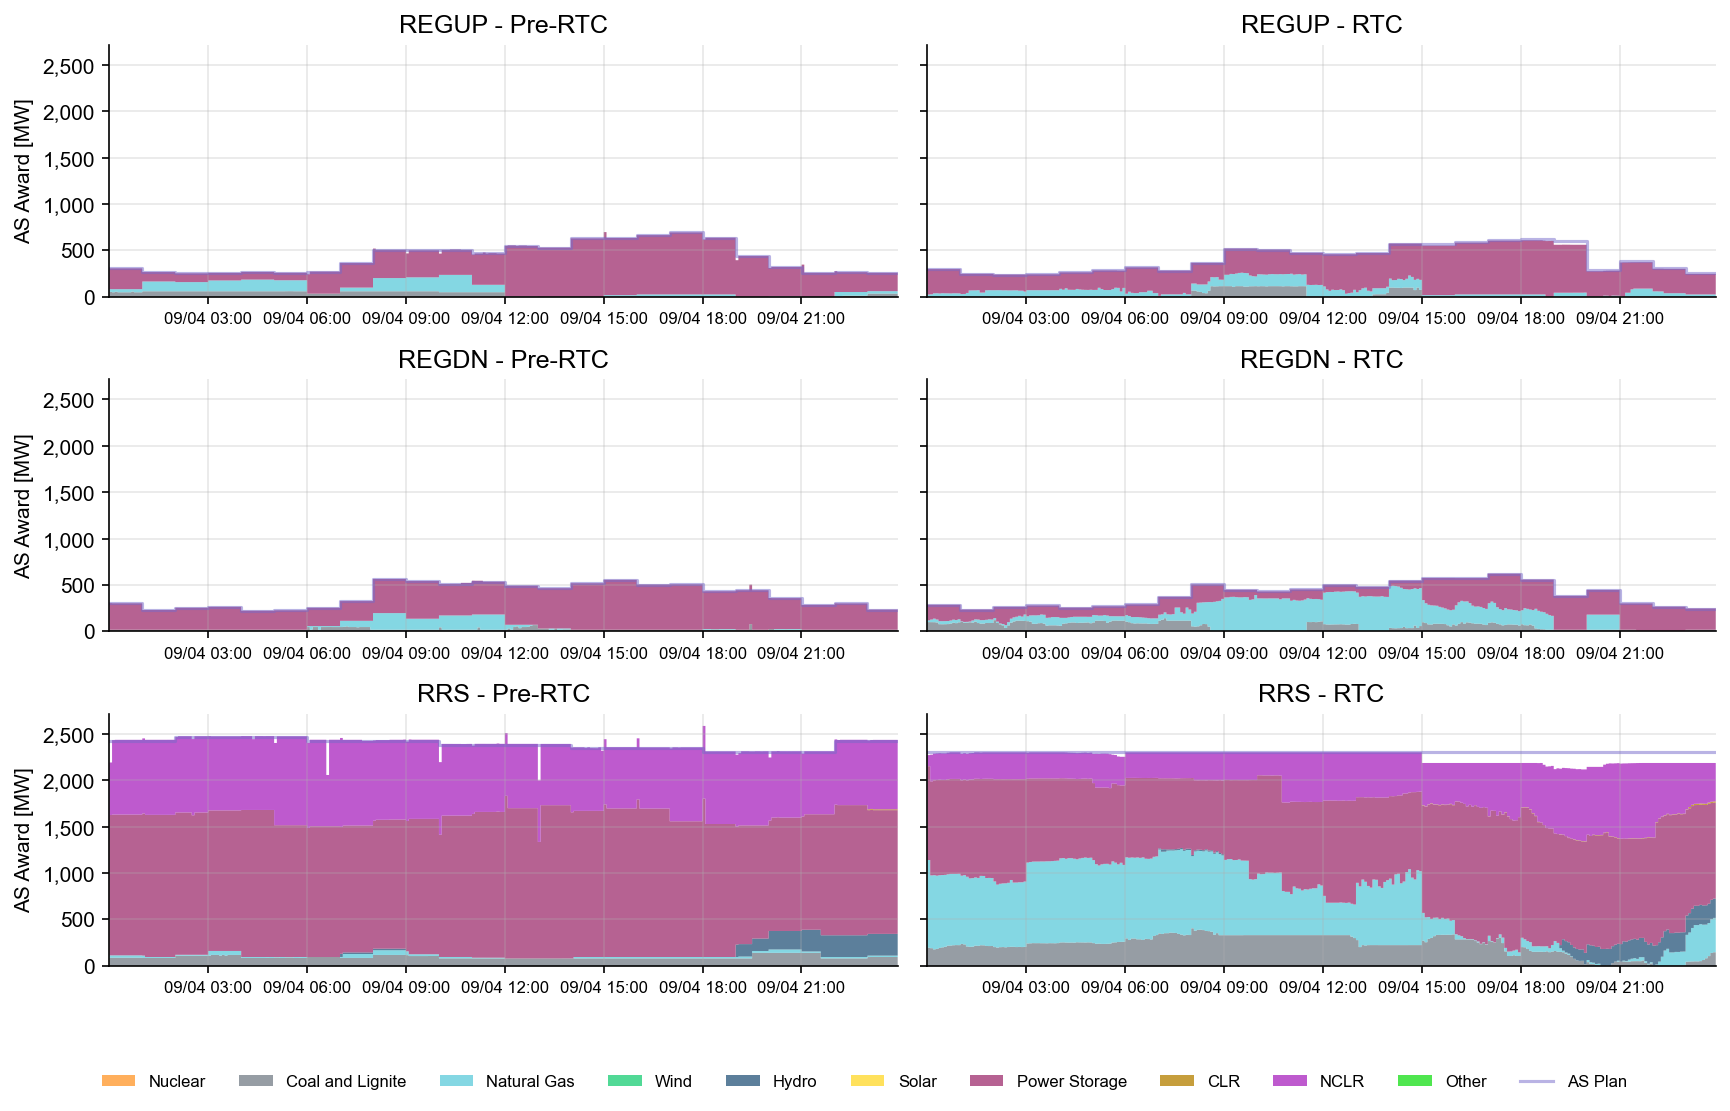 REGUP - Pre-RTC
REGUP - RTC
AS Award [MW]
2,500
2,000
1,500
1,000
500
0
09/04 03:00 09/04 06:00 09/04 09:00 09/04 12:00 09/04 15:00 09/04 18:00 09/04 21:00
09/04 03:00 09/04 06:00 09/04 09:00 09/04 12:00 09/04 15:00 09/04 18:00 09/04 21:00
REGDN - Pre-RTC
REGDN - RTC
AS Award [MW]
2,500
2,000
1,500
1,000
500
0
09/04 03:00 09/04 06:00 09/04 09:00 09/04 12:00 09/04 15:00 09/04 18:00 09/04 21:00
09/04 03:00 09/04 06:00 09/04 09:00 09/04 12:00 09/04 15:00 09/04 18:00 09/04 21:00
RRS - Pre-RTC
RRS - RTC
AS Award [MW]
2,500
2,000
1,500
1,000
500
0
09/04 03:00 09/04 06:00 09/04 09:00 09/04 12:00 09/04 15:00 09/04 18:00 09/04 21:00
09/04 03:00 09/04 06:00 09/04 09:00 09/04 12:00 09/04 15:00 09/04 18:00 09/04 21:00
Nuclear Coal and Lignite Natural Gas Wind Hydro Solar Power Storage CLR NCLR Other AS Plan